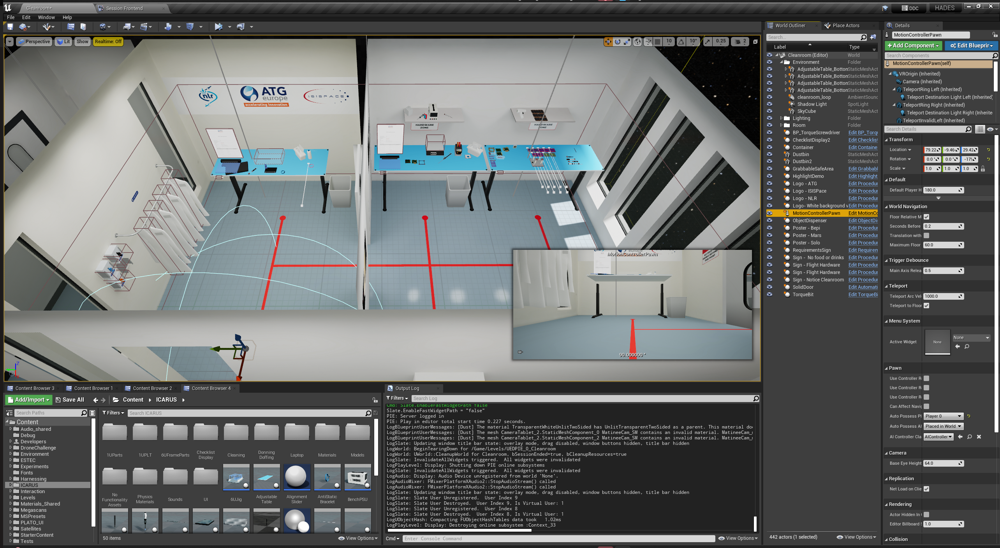 Cleanroom*
Session Frontend
DDC
HADES
File
Edit
Window
Help
Perspective
Lit
Show
Realtime: Off
10
10°
0.25
2
nlr
ATG
europe
accelerating innovation
ISISPACE
HARDWARE
ZONE
HARDWARE
ZONE
MotionControllerPawn
NO FOOD OR
DRINKS BEYOND
THIS POINT
90.000000 °
Z
World Outliner
Place Actors
Search...
Label
Type
Cleanroom (Editor)
World
Environment
Folder
AdjustableTable_Botton
StaticMeshAct
AdjustableTable_Botton
StaticMeshAct
AdjustableTable_Botton
StaticMeshAct
AdjustableTable_Botton
StaticMeshAct
cleanroom_loop
AmbientSound
Shadow Light
SpotLight
SkyCube
StaticMeshAct
Lighting
Folder
Room
Folder
BP_TorqueScrewdriver
Edit BP_Torqu
ChecklistDisplay2
Edit Checklist
Container
Edit Containe
Dustbin
StaticMeshAct
Dustbin2
StaticMeshAct
GrabbableSafeArea
Edit Grabbabl
HighlightDemo
Edit Highlight
Logo - ATG
Edit Procedur
Logo - ISISPace
Edit Procedur
Logo - NLR
Edit Procedur
Logo- White background v
Edit Procedur
MotionControllerPawn
Edit MotionCo
ObjectDispenser
Edit ObjectDis
Poster - Bepi
Edit Procedur
Poster - Mars
Edit Procedur
Poster - Solo
Edit Procedur
RequirementsSign
Edit Requirem
Sign - No food or drinks
Edit Procedur
Sign - Flight Hardware
Edit Procedur
Sign - Flight Hardware
Edit Procedur
Sign - Notice Cleanroom
Edit Procedur
SolidDoor
Edit Automati
TorqueBit
Edit TorqueBi
442 actors (1 selected)
View Options
Details
MotionControllerPawn
+Add Component
Edit Blueprin
Search Components
MotionControllerPawn(self)
VROrigin (Inherited)
Camera (Inherited)
TeleportRing Left (Inherited)
Teleport Destination Light Left (Inherited)
TeleportRing Right (Inherited)
Teleport Destination Light Right (Inherite
TeleportInvalidLeft (Inherited)
Search Details
Transform
Location
79.22
-9.46
29.42
Rotation
0.0 °
0.0 °
-179
Scale
1.0
1.0
1.0
Default
Default Player H
180.0
World Navigation
Floor Relative M
Seconds Before
0.2
Translation with
Maximum Floor
60.0
Trigger Debounce
Main Axis Relea
0.5
Teleport
Teleport Arc Vel
1000.0
Teleport to Floor
Menu System
Active Widget
None
None
Pawn
Use Controller R
Use Controller R
Use Controller R
Can Affect Navig
Auto Possess Pl
Player 0
Auto Possess AI
Placed in World
AI Controller Cla
AIController
Camera
Base Eye Height
64.0
Replication
Net Load on Clie
Rendering
Actor Hidden In
Editor Billboard S
1.0
Collision
Content Browser 3
Content Browser 1
Content Browser 2
Content Browser 4
Add/Import
Save All
Content
ICARUS
Search Paths
Filters
Search ICARUS
Content
Audio_shared
Debug
Developers
DroneChallenge
Environment
ESTEC
Experiments
Fonts
Harnessing
ICARUS
Interaction
Levels
Materials_Shared
Megascans
MSPresets
PLATO_UI
Satellites
StarterContent
Tests
1UParts
1UPLT
6UFrameParts
Checklist
Display
Cleaning
Donning
Doffing
Laptop
Materials
Models
No
Functionality
Assets
Physics
Materials
Sounds
UI
6UJig
Adjustable
Table
Alignment
Slider
AntiStatic
Bracelet
BenchPSU
50 items
View Options
Output Log
Filters
Search Log
Cmd: Slate.EnableFastWidgetPath false
Slate.EnableFastWidgetPath = "false"
PIE: Server logged in
PIE: Play in editor total start time 0.227 seconds.
LogBlueprintUserMessages: [Dust] The material TransparentWhiteUnlitTwoSided has UnlitTransparentTwoSided as a parent. This material doe
LogBlueprintUserMessages: [Dust] The mesh CameraTablet_2.StaticMeshComponent_0 MatineeCam_SM contains an invalid material. MatineeCam_
LogBlueprintUserMessages: [Dust] The mesh CameraTablet_2.StaticMeshComponent_2 MatineeCam_SM contains an invalid material. MatineeCam_
LogSlate: Updating window title bar state: overlay mode, drag disabled, window buttons hidden, title bar hidden
LogWorld: BeginTearingDown for /Game/Levels/UEDPIE_0_Cleanroom
LogWorld: UWorld::CleanupWorld for Cleanroom, bSessionEnded=true, bCleanupResources=true
LogSlate: InvalidateAllWidgets triggered.  All widgets were invalidated
LogPlayLevel: Display: Shutting down PIE online subsystems
LogSlate: InvalidateAllWidgets triggered.  All widgets were invalidated
LogAudio: Display: Audio Device unregistered from world 'None'.
LogAudioMixer: FMixerPlatformXAudio2::StopAudioStream() called
LogAudioMixer: FMixerPlatformXAudio2::StopAudioStream() called
LogSlate: Updating window title bar state: overlay mode, drag disabled, window buttons hidden, title bar hidden
LogSlate: Slate User Unregistered.  User Index 9
LogSlate: Slate User Destroyed.  User Index 9, Is Virtual User: 1
LogSlate: Slate User Unregistered.  User Index 8
LogSlate: Slate User Destroyed.  User Index 8, Is Virtual User: 1
LogUObjectHash: Compacting FUObjectHashTables data took   1.02ms
LogPlayLevel: Display: Destroying online subsystem :Context_33
Cmd
Enter Console Command
View Options